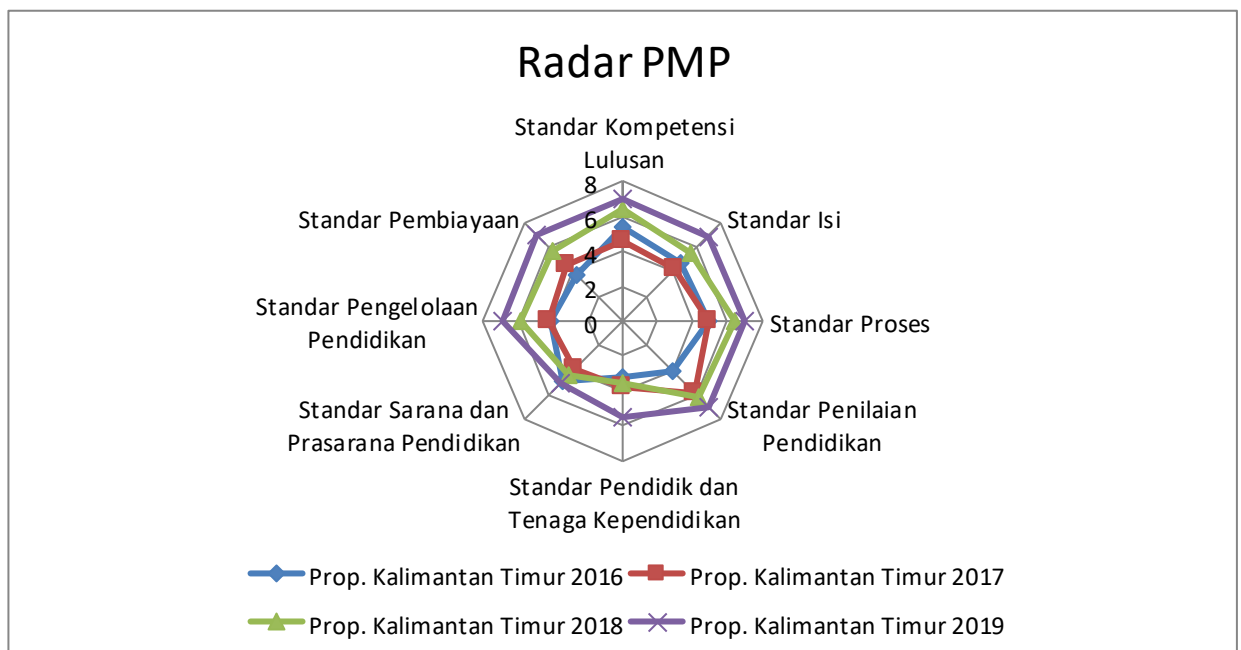 Radar PMP
Standar Kompetensi
Lulusan
Standar Isi
Standar Proses
Standar Penilaian
Pendidikan
Standar Pendidik dan
Tenaga Kependidikan
Standar Sarana dan
Prasarana Pendidikan
Standar Pengelolaan
Pendidikan
Standar Pembiayaan
8
6
4
2
0
Prop. Kalimantan Timur 2016
Prop. Kalimantan Timur 2017
Prop. Kalimantan Timur 2018
Prop. Kalimantan Timur 2019